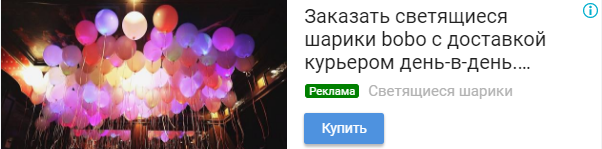 Заказать светящиеся
шарики bobo с доставкой
курьером день-в-день....
Реклама Светящиеся шарики
Купить